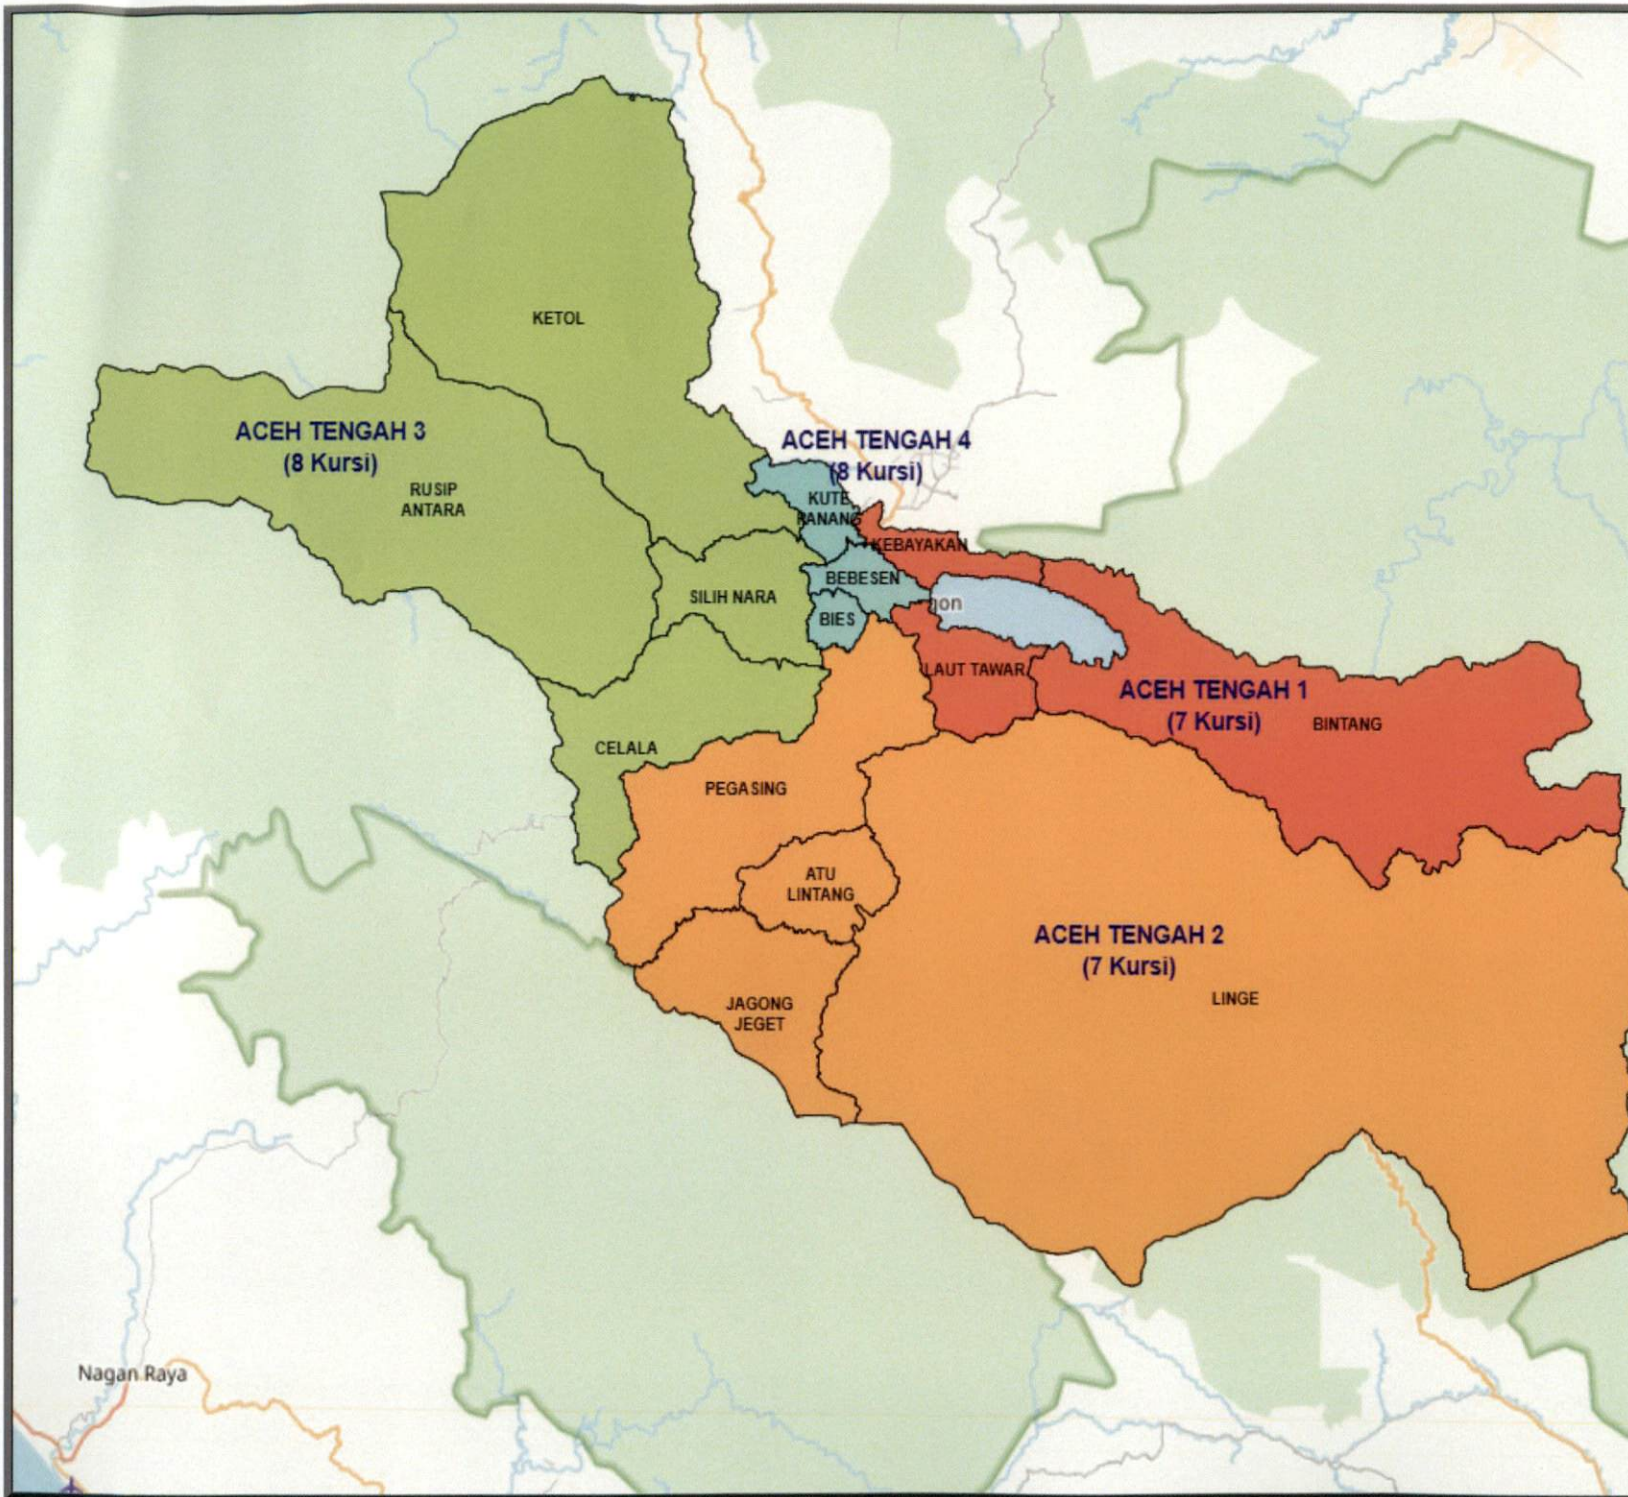 KETOL
ACEH TENGAH 3
(8 Kursi)
RUSIP
ANTARA
ACEH TENGAH 4
(8 Kursi)
KUTE
PANANG
KEBAYAKAN
BEBESEN
SILIH NARA
BIES
gon
LAUT TAWAR
ACEH TENGAH 1
(7 Kursi)
BINTANG
CELALA
PEGASING
ATU
LINTANG
ACEH TENGAH 2
(7 Kursi)
LINGE
JAGONG
JEGET
Nagan Raya